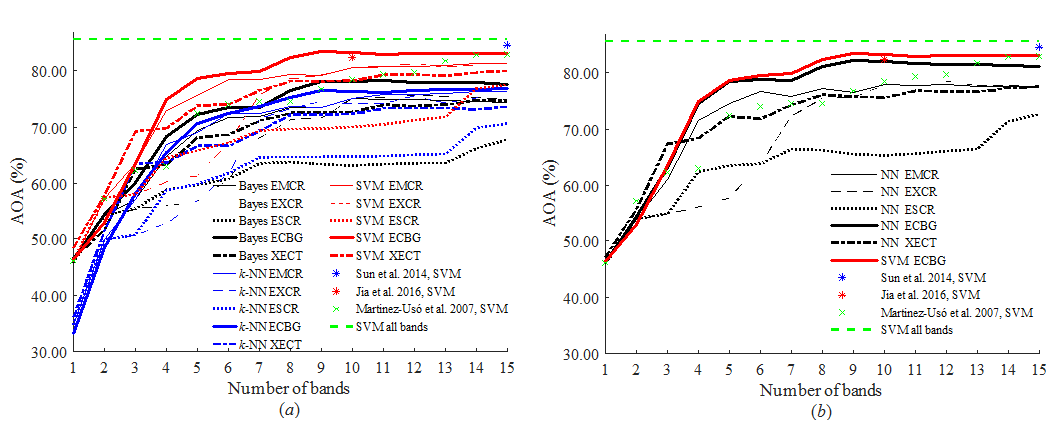 80.00
70.00
60.00
50.00
40.00
30.00
AOA (%)
1 2 3 4 5 6 7 8 9 10 11 12 13 14 15
Number of bands
(a)
Bayes EMCR
Bayes EXCR
Bayes ESCR
Bayes ECBG
Bayes XECT
k-NN EMCR
k-NN EXCR
k-NN ESCR
k-NN ECBG
k-NN XECT
SVM EMCR
SVM EXCR
SVM ESCR
SVM ECBG
SVM XECT
Sun et al. 2014, SVM
Jia et al. 2016, SVM
Martinez-Usó et al. 2007, SVM
SVM all bands
80.00
70.00
60.00
50.00
40.00
30.00
AOA (%)
1 2 3 4 5 6 7 8 9 10 11 12 13 14 15
Number of bands
(b)
NN EMCR
NN EXCR
NN ESCR
NN ECBG
NN XECT
SVM ECBG
Sun et al. 2014, SVM
Jia et al. 2016, SVM
Martinez-Usó et al. 2007, SVM
SVM all bands